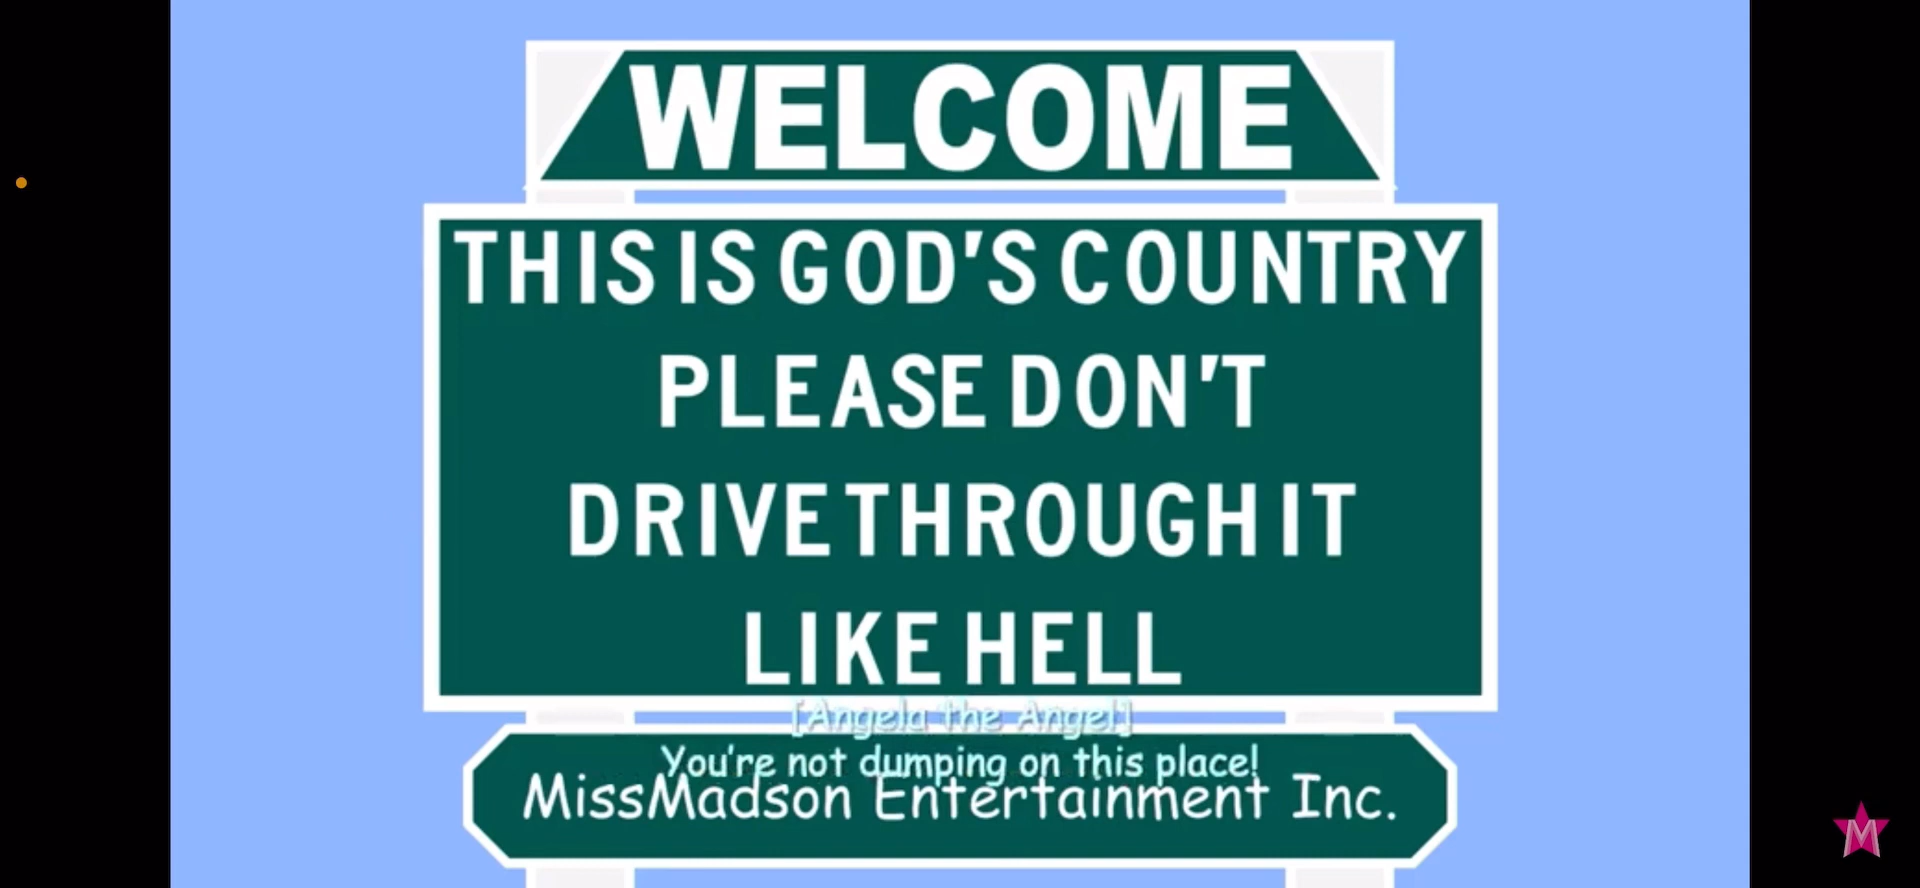 WELCOME
THIS IS GOD'S COUNTRY
PLEASE DON'T
DRIVE THROUGH IT
LIKE HELL
[Angela the Angel]
You're not dumping on this place!
MissMadson Entertainment Inc.
M